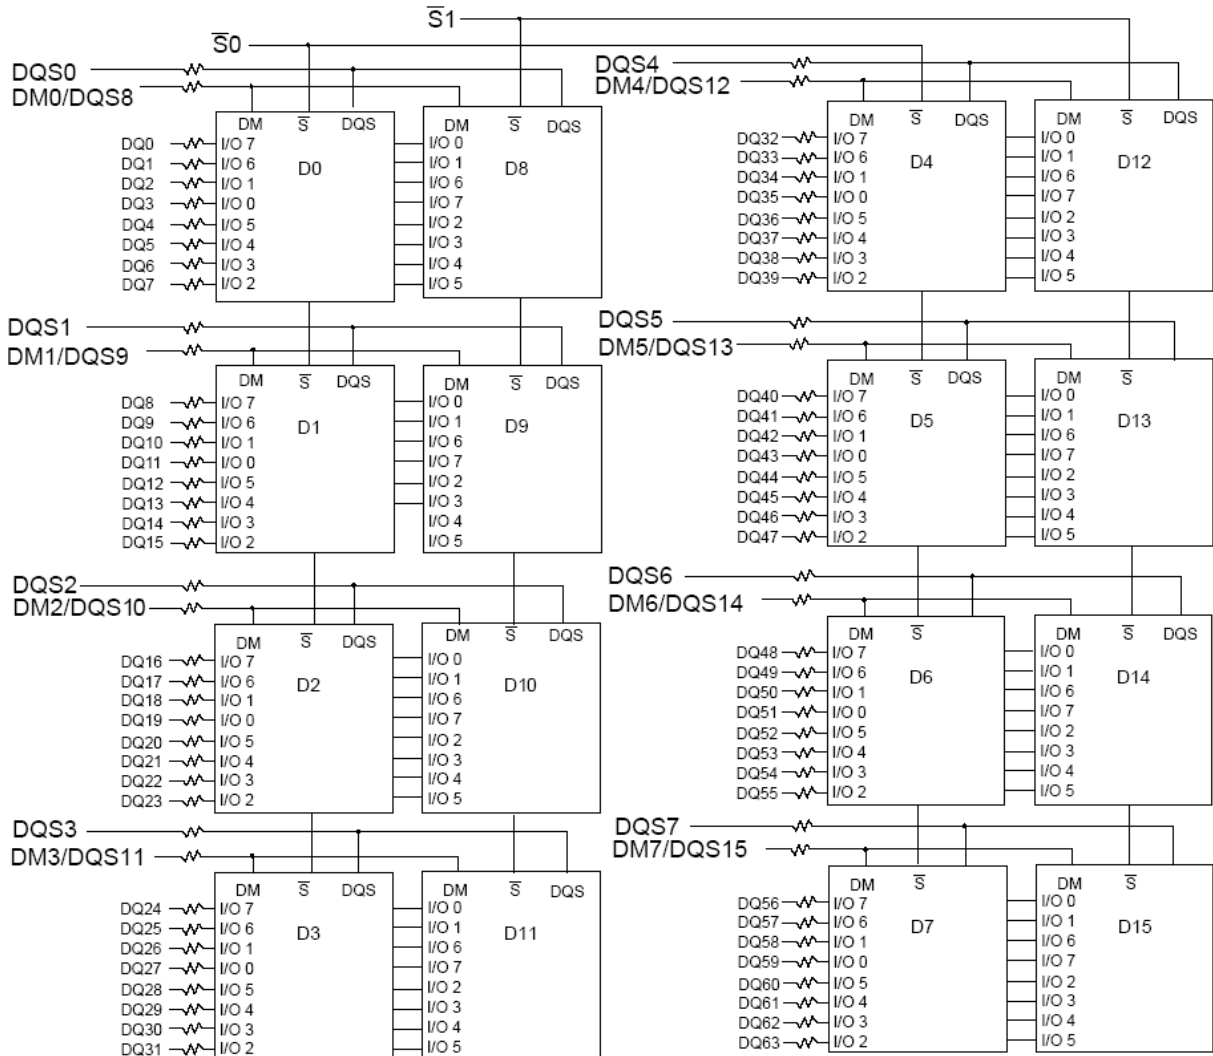 S̅1
S̅0
DQS0
DM0/DQS8
DM S̅ DQS
DM S̅ DQS
D0
D8
DQ0 I/O 7 I/O 0
DQ1 I/O 6 I/O 1
DQ2 I/O 1 I/O 6
DQ3 I/O 0 I/O 7
DQ4 I/O 5 I/O 2
DQ5 I/O 4 I/O 3
DQ6 I/O 3 I/O 4
DQ7 I/O 2 I/O 5
DQS1
DM1/DQS9
DM S̅ DQS
DM S̅
D1
D9
DQ8 I/O 7 I/O 0
DQ9 I/O 6 I/O 1
DQ10 I/O 1 I/O 6
DQ11 I/O 0 I/O 7
DQ12 I/O 5 I/O 2
DQ13 I/O 4 I/O 3
DQ14 I/O 3 I/O 4
DQ15 I/O 2 I/O 5
DQS2
DM2/DQS10
DM S̅ DQS
DM S̅ DQS
D2
D10
DQ16 I/O 7 I/O 0
DQ17 I/O 6 I/O 1
DQ18 I/O 1 I/O 6
DQ19 I/O 0 I/O 7
DQ20 I/O 5 I/O 2
DQ21 I/O 4 I/O 3
DQ22 I/O 3 I/O 4
DQ23 I/O 2 I/O 5
DQS3
DM3/DQS11
DM S̅ DQS
DM S̅ DQS
D3
D11
DQ24 I/O 7 I/O 0
DQ25 I/O 6 I/O 1
DQ26 I/O 1 I/O 6
DQ27 I/O 0 I/O 7
DQ28 I/O 5 I/O 2
DQ29 I/O 4 I/O 3
DQ30 I/O 3 I/O 4
DQ31 I/O 2 I/O 5
DQS4
DM4/DQS12
DM S̅ DQS
DM S̅ DQS
D4
D12
DQ32 I/O 7 I/O 0
DQ33 I/O 6 I/O 1
DQ34 I/O 1 I/O 6
DQ35 I/O 0 I/O 7
DQ36 I/O 5 I/O 2
DQ37 I/O 4 I/O 3
DQ38 I/O 3 I/O 4
DQ39 I/O 2 I/O 5
DQS5
DM5/DQS13
DM S̅ DQS
DM S̅
D5
D13
DQ40 I/O 7 I/O 0
DQ41 I/O 6 I/O 1
DQ42 I/O 1 I/O 6
DQ43 I/O 0 I/O 7
DQ44 I/O 5 I/O 2
DQ45 I/O 4 I/O 3
DQ46 I/O 3 I/O 4
DQ47 I/O 2 I/O 5
DQS6
DM6/DQS14
DM S̅
DM S̅ DQS
D6
D14
DQ48 I/O 7 I/O 0
DQ49 I/O 6 I/O 1
DQ50 I/O 1 I/O 6
DQ51 I/O 0 I/O 7
DQ52 I/O 5 I/O 2
DQ53 I/O 4 I/O 3
DQ54 I/O 3 I/O 4
DQ55 I/O 2 I/O 5
DQS7
DM7/DQS15
DM S̅
DM S̅
D7
D15
DQ56 I/O 7 I/O 0
DQ57 I/O 6 I/O 1
DQ58 I/O 1 I/O 6
DQ59 I/O 0 I/O 7
DQ60 I/O 5 I/O 2
DQ61 I/O 4 I/O 3
DQ62 I/O 3 I/O 4
DQ63 I/O 2 I/O 5